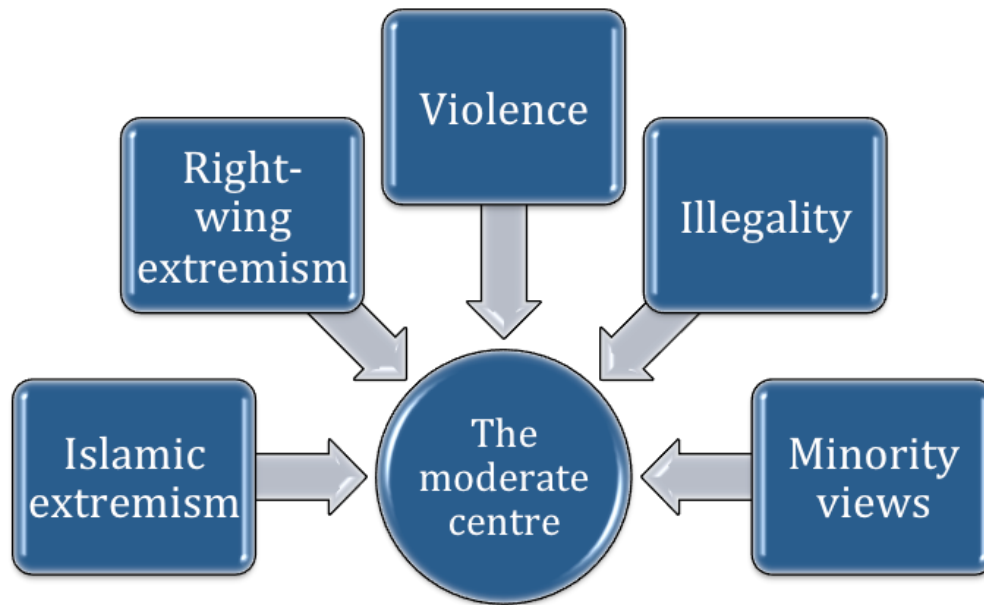 Violence
Right-
wing
extremism
Illegality
Islamic
extremism
The
moderate
centre
Minority
views